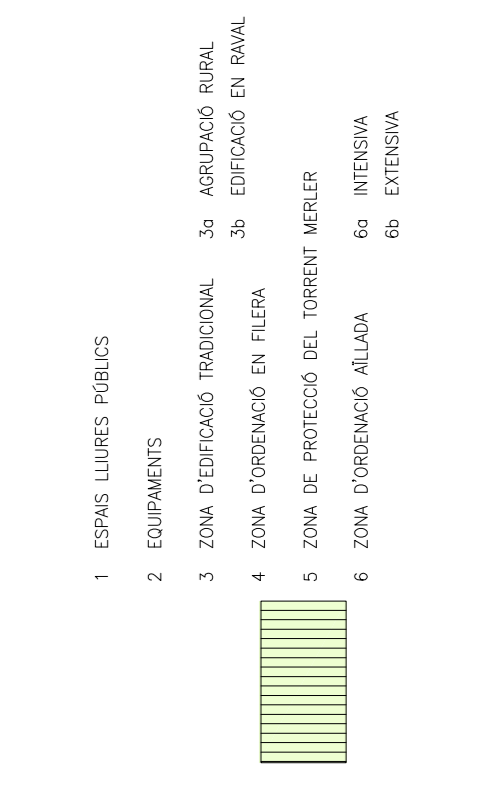 1 ESPAIS LLIURES PÚBLICS
2 EQUIPAMENTS
3 ZONA D'EDIFICACIÓ TRADICIONAL 3a AGRUPACIÓ RURAL
3b EDIFICACIÓ EN RAVAL
4 ZONA D'ORDENACIÓ EN FILERA
5 ZONA DE PROTECCIÓ DEL TORRENT MERLER
6 ZONA D'ORDENACIÓ AÏLLADA 6a INTENSIVA
6b EXTENSIVA